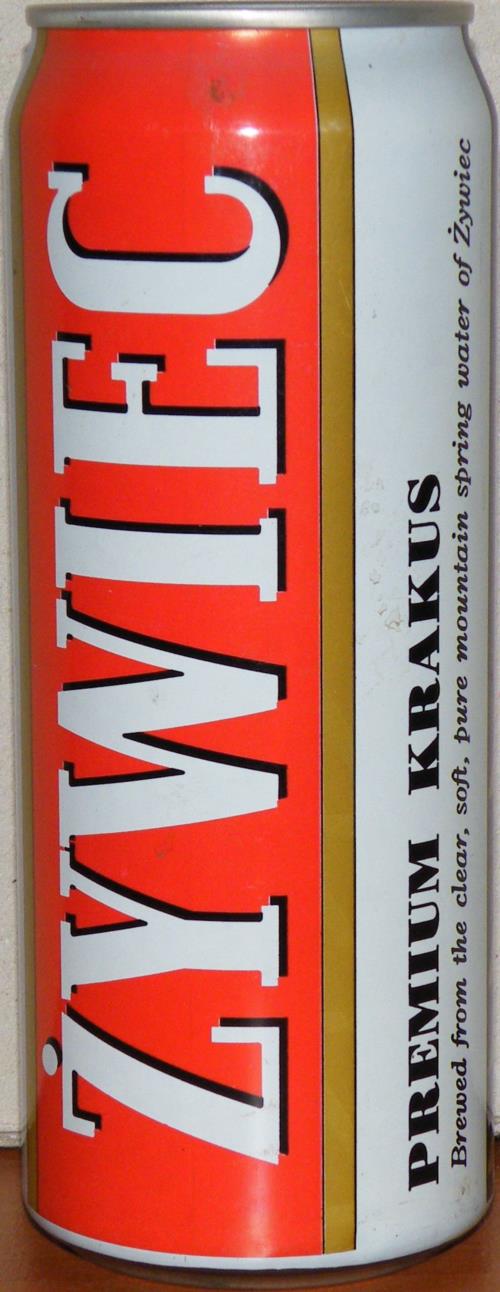 ŻYWIEC
PREMIUM KRAKUS
Brewed from the clear, soft, pure mountain spring water of Żywiec